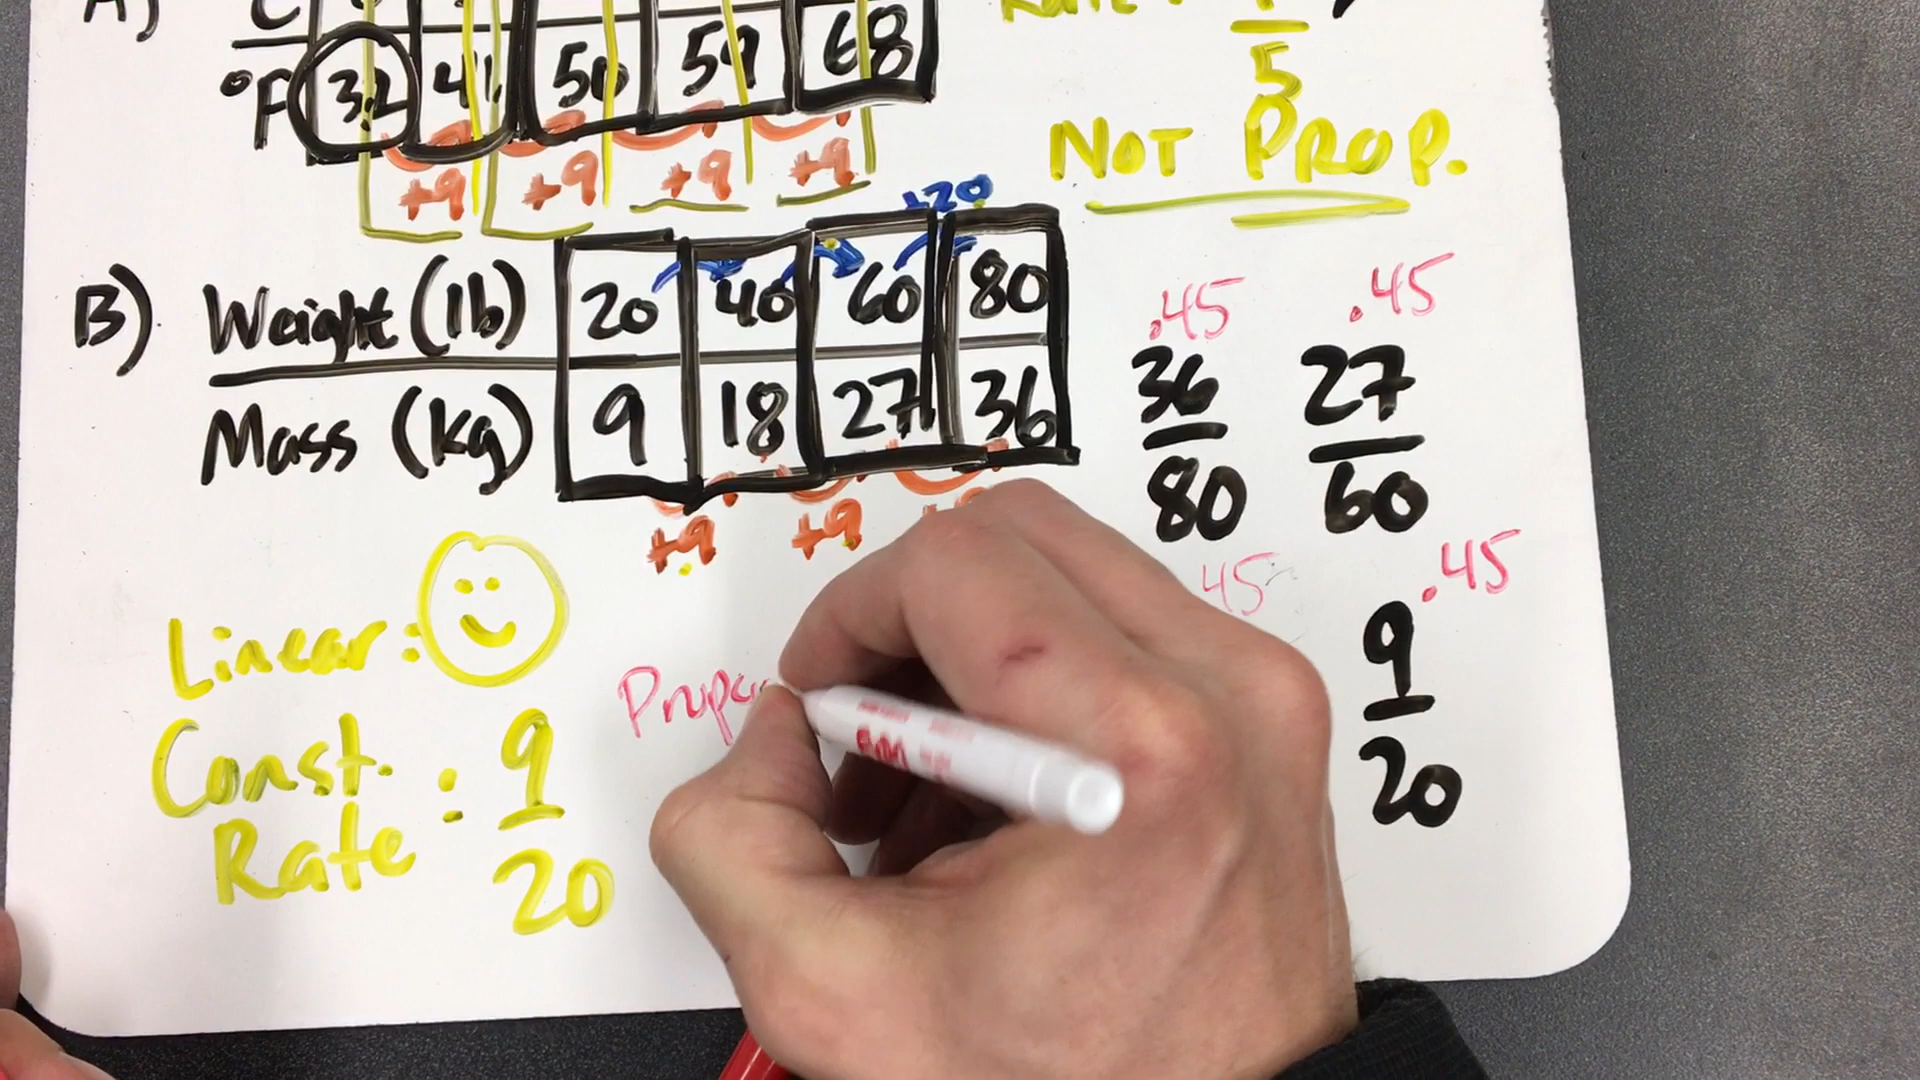 A)
°F 32 41 50 59 68
+9 +9 +9 +9
Rate:
5
NOT PROP.
+20
B) Weight (lb) 20 40 60 80
Mass (kg) 9 18 27 36
+9 +9
.45 .45
36 27
80 60
45 .45
9
20
Linear:
Const. Rate: 9
20